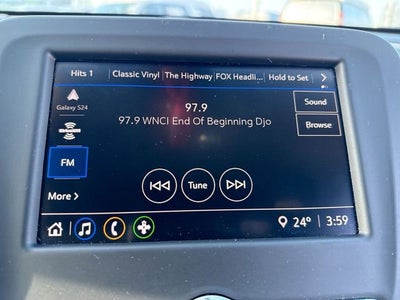 Hits 1 Classic Vinyl The Highway FOX Headli... Hold to Set
Galaxy S24
97.9
97.9 WNCI End Of Beginning Djo
Sound
Browse
FM
Tune
More
24° 3:59